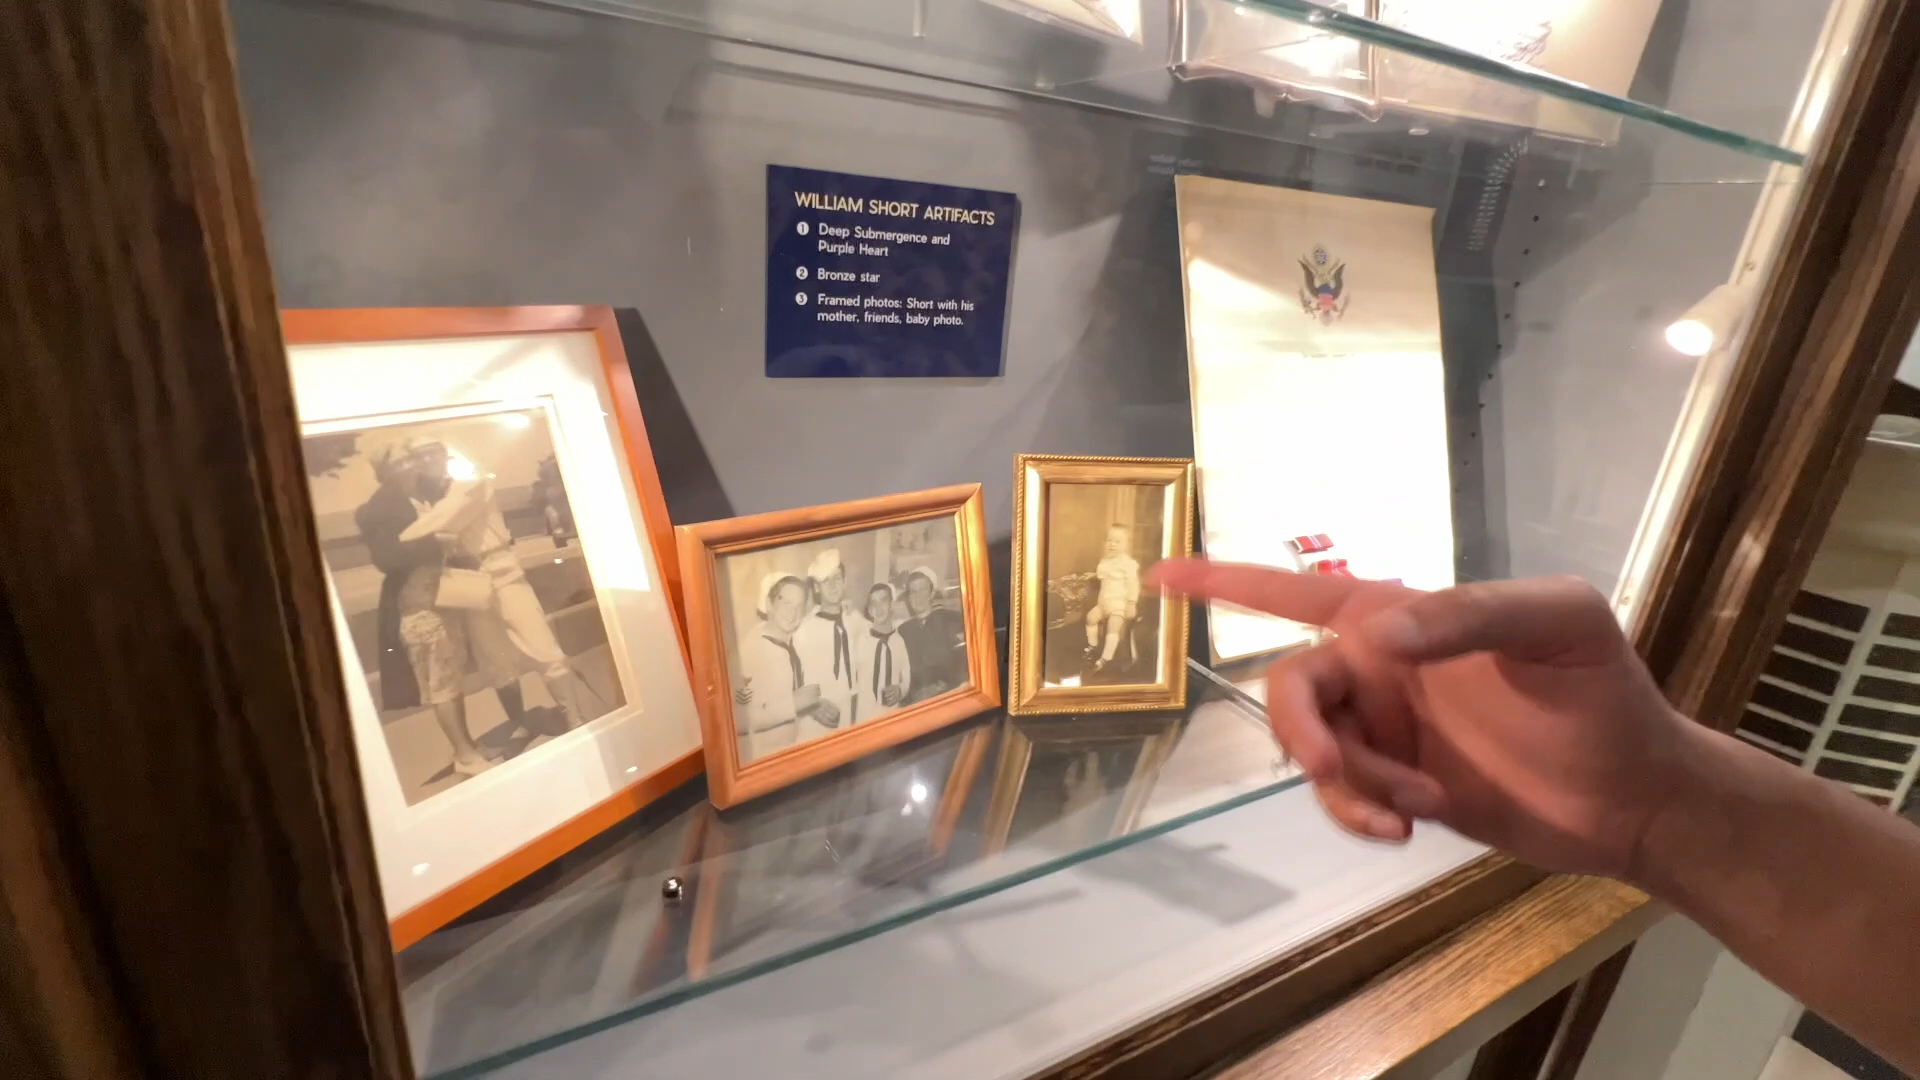 WILLIAM SHORT ARTIFACTS
1 Deep Submergence and
Purple Heart
2 Bronze star
3 Framed photos: Short with his
mother, friends, baby photo.